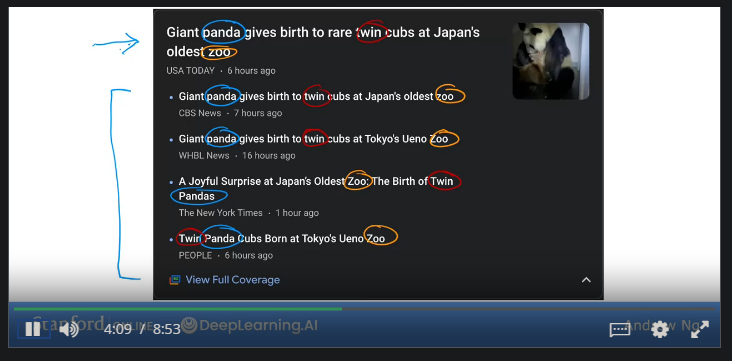 Giant panda gives birth to rare twin cubs at Japan's
oldest zoo
USA TODAY · 6 hours ago
• Giant panda gives birth to twin cubs at Japan's oldest zoo
CBS News · 7 hours ago
• Giant panda gives birth to twin cubs at Tokyo's Ueno Zoo
WHBL News · 16 hours ago
• A Joyful Surprise at Japan's Oldest Zoo: The Birth of Twin
Pandas
The New York Times · 1 hour ago
• Twin Panda Cubs Born at Tokyo's Ueno Zoo
PEOPLE · 6 hours ago
View Full Coverage
Stanford ONLINE DeepLearning.AI Andrew Ng
4:09 / 8:53